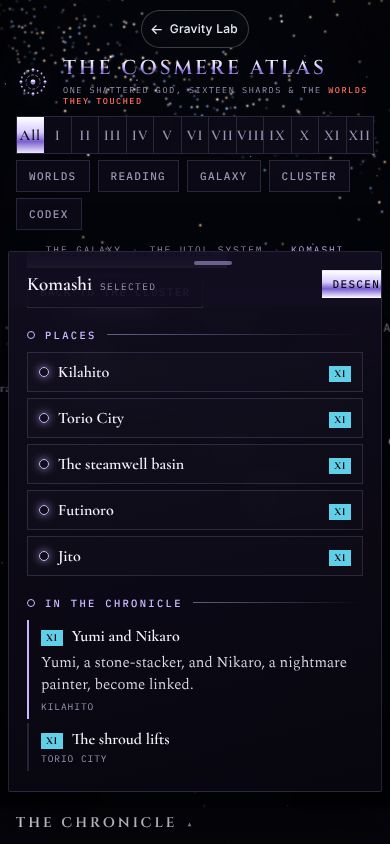 ← Gravity Lab
THE COSMERE ATLAS
ONE SHATTERED GOD, SIXTEEN SHARDS & THE WORLDS
THEY TOUCHED
All I II III IV V VI VII VIII IX X XI XII
WORLDS READING GALAXY CLUSTER
CODEX
THE GALAXY · THE UTOL SYSTEM · KOMASHI
Komashi SELECTED DESCEN
CLUSTER
PLACES
Kilahito XI
Torio City XI
The steamwell basin XI
Futinoro XI
Jito XI
IN THE CHRONICLE
XI Yumi and Nikaro
Yumi, a stone-stacker, and Nikaro, a nightmare
painter, become linked.
KILAHITO
XI The shroud lifts
TORIO CITY
THE CHRONICLE ▴